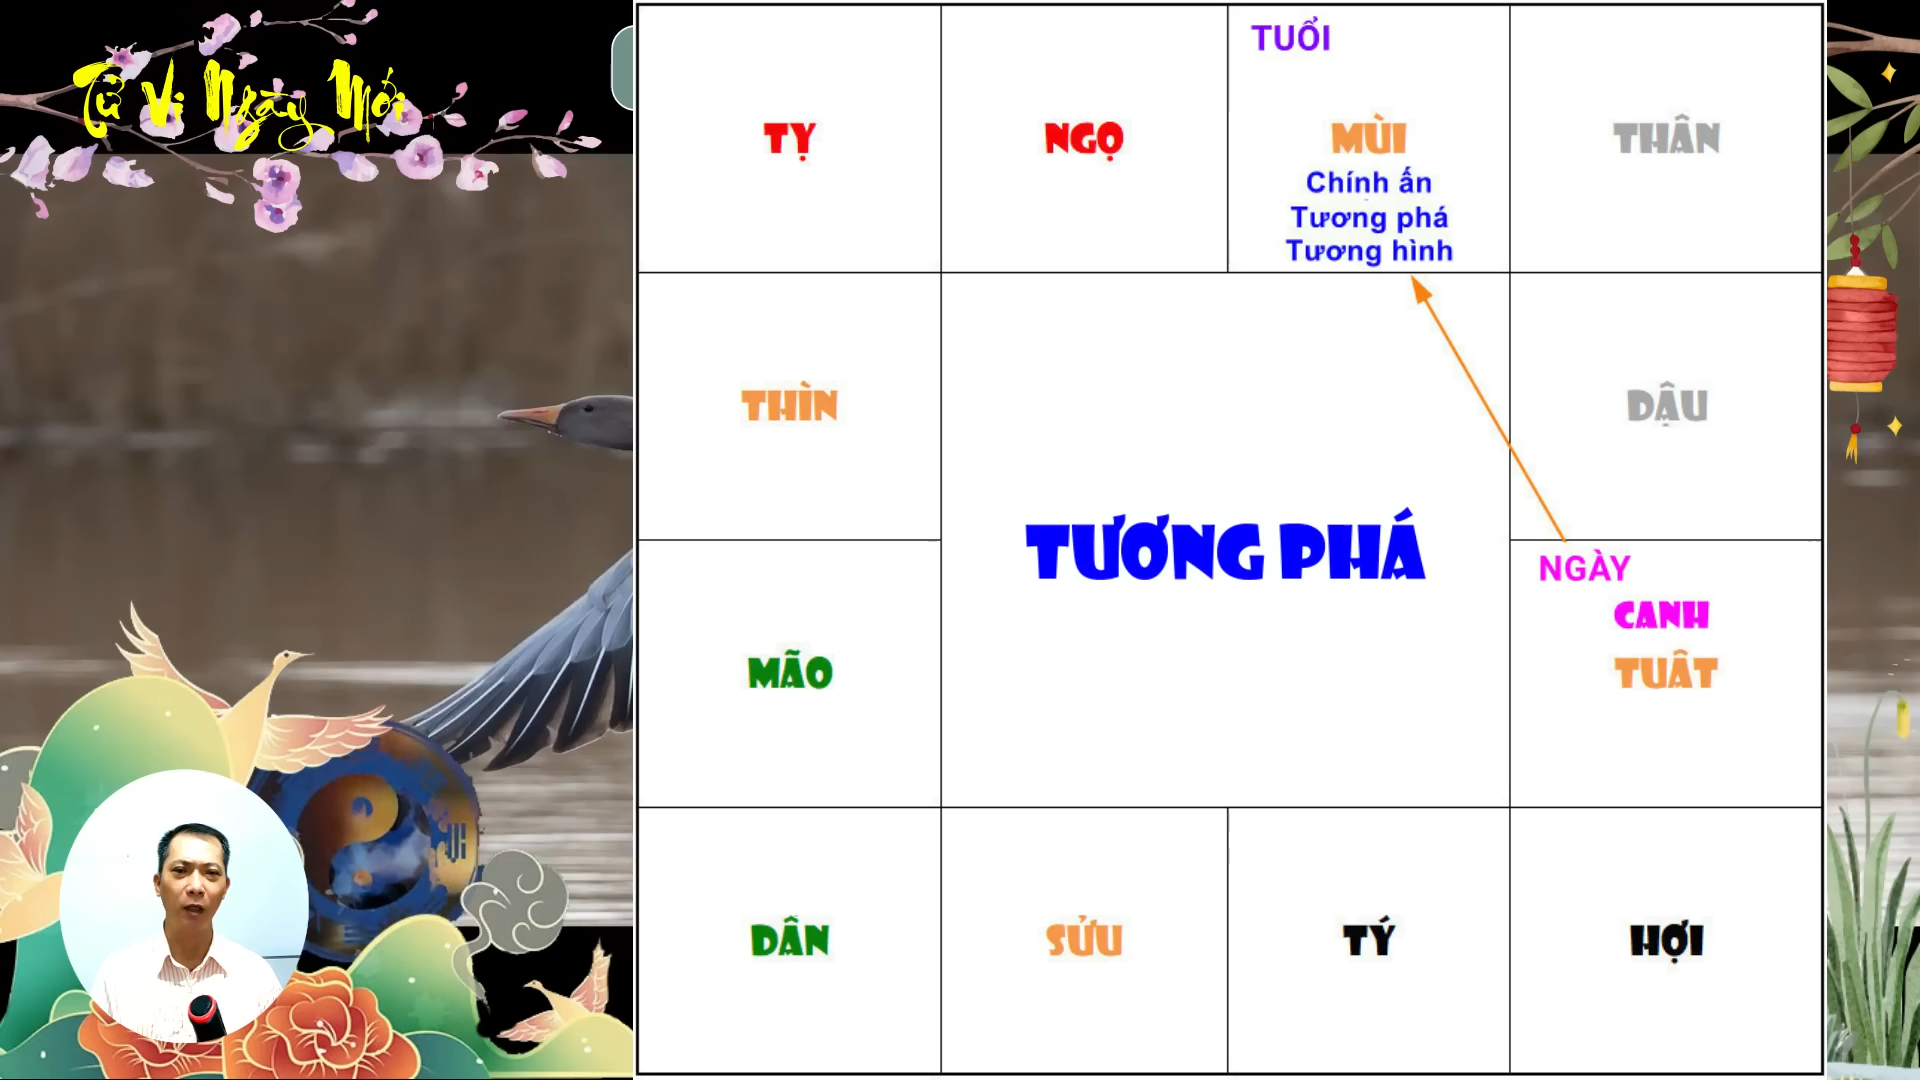 Tử Vi Ngày Mới
TUỔI
TỴ
NGỌ
MÙI
THÂN
Chính ấn
Tương phá
Tương hình
THÌN
DẬU
TƯƠNG PHÁ
NGÀY
CANH
TUẤT
MÃO
DẦN
SỬU
TÝ
HỢI